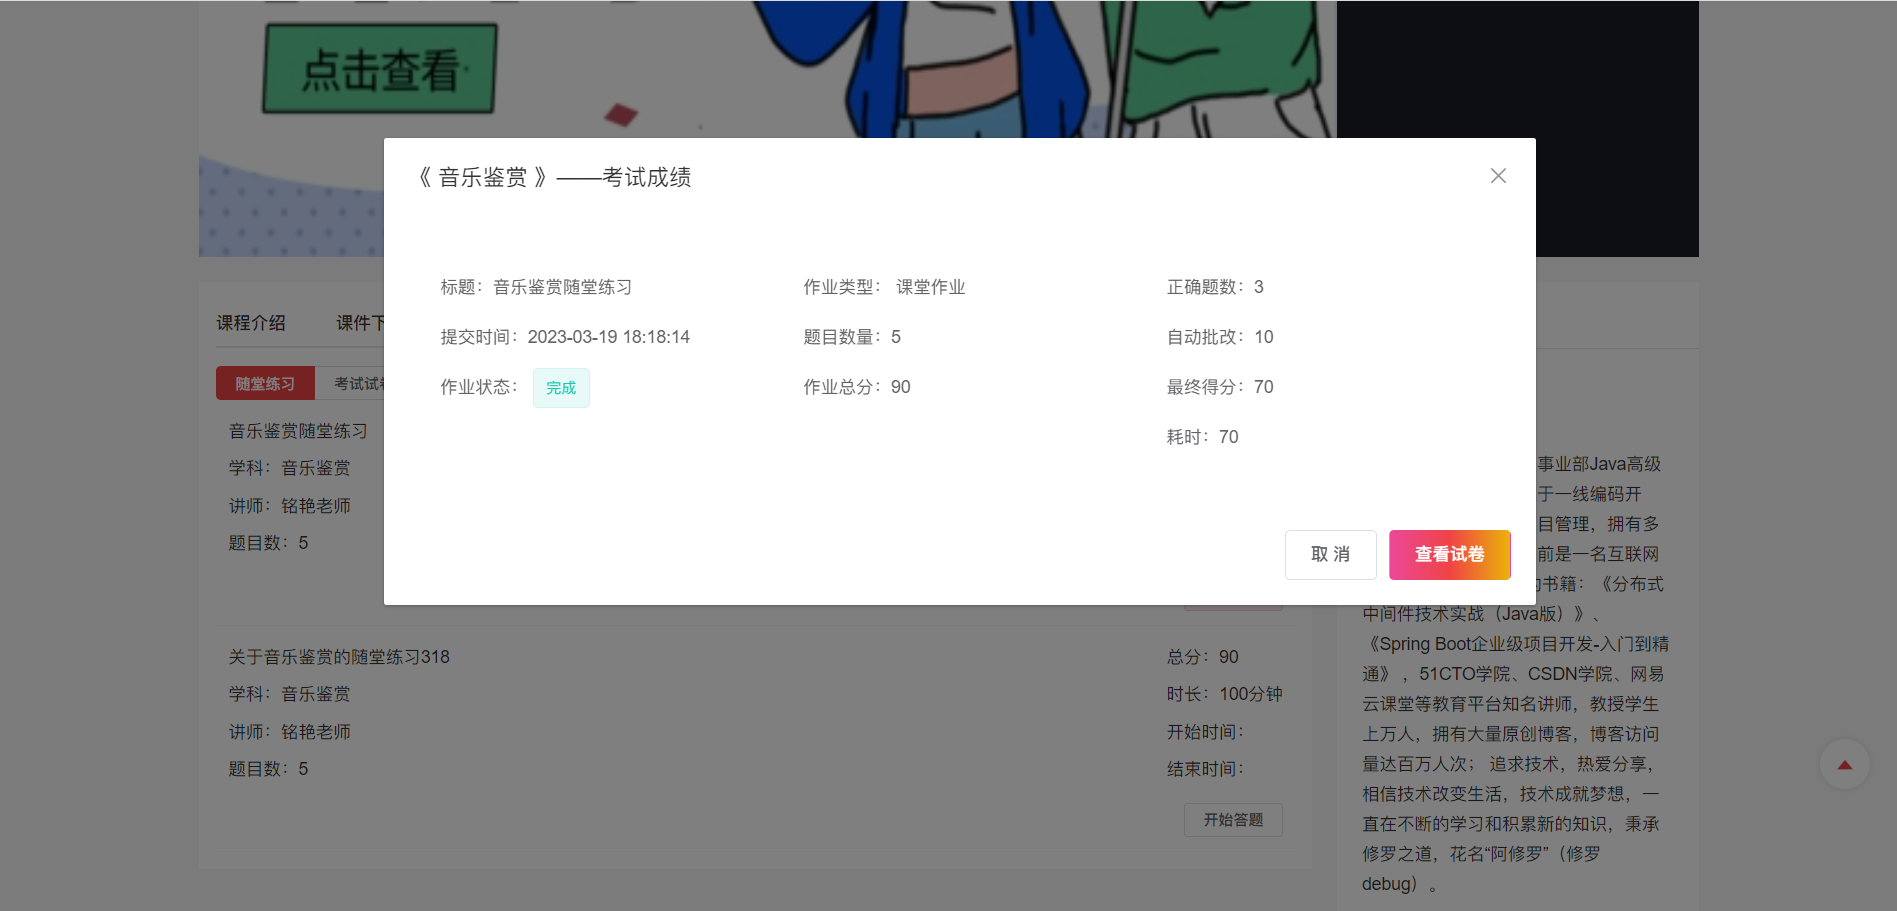 点击查看
《 音乐鉴赏 》——考试成绩
标题：音乐鉴赏随堂练习
作业类型： 课堂作业
正确题数：3
提交时间：2023-03-19 18:18:14
题目数量：5
自动批改：10
作业状态： 完成
作业总分：90
最终得分：70
耗时：70
取 消
查看试卷
课程介绍
课件下
随堂练习
考试试
音乐鉴赏随堂练习
学科：音乐鉴赏
讲师：铭艳老师
题目数：5
关于音乐鉴赏的随堂练习318
学科：音乐鉴赏
讲师：铭艳老师
题目数：5
总分：90
时长：100分钟
开始时间：
结束时间：
开始答题
事业部Java高级
于一线编码开
目管理，拥有多
前是一名互联网
书籍：《分布式
中间件技术实战（Java版）》、
《Spring Boot企业级项目开发-入门到精
通》，51CTO学院、CSDN学院、网易
云课堂等教育平台知名讲师，教授学生
上万人，拥有大量原创博客，博客访问
量达百万人次； 追求技术，热爱分享，
相信技术改变生活，技术成就梦想，一
直在不断的学习和积累新的知识，秉承
修罗之道，花名“阿修罗”（修罗
debug）。